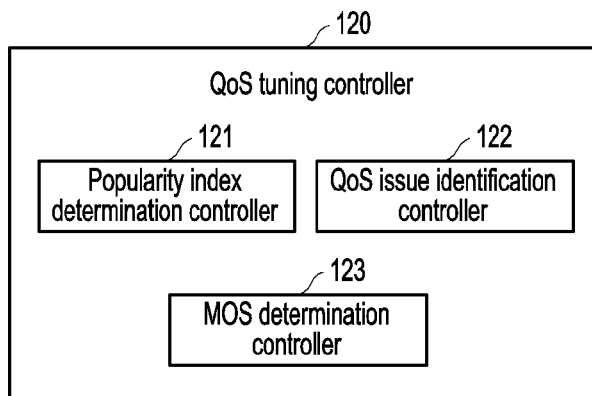 120
QoS tuning controller
121
Popularity index
determination controller
122
QoS issue identification
controller
123
MOS determination
controller